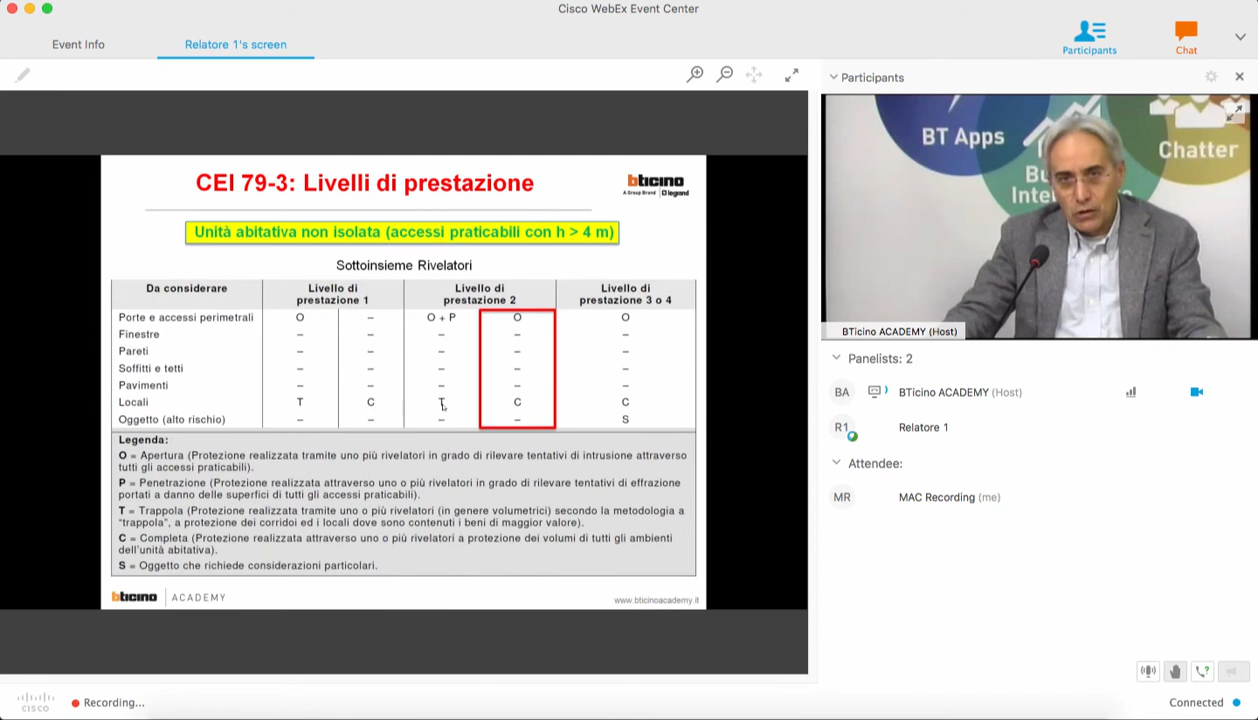 Cisco WebEx Event Center
Event Info
Relatore 1's screen
Participants
Chat
Participants
CEI 79-3: Livelli di prestazione
bticino
A Group Brand legrand
Unità abitativa non isolata (accessi praticabili con h > 4 m)
Sottoinsieme Rivelatori
Da considerare Livello di prestazione 1 Livello di prestazione 2 Livello di prestazione 3 o 4
Porte e accessi perimetrali O – O + P O O
Finestre – – – – –
Pareti – – – – –
Soffitti e tetti – – – – –
Pavimenti – – – – –
Locali T C T C C
Oggetto (alto rischio) – – – – S
Legenda:
O = Apertura (Protezione realizzata tramite uno più rivelatori in grado di rilevare tentativi di intrusione attraverso
tutti gli accessi praticabili).
P = Penetrazione (Protezione realizzata attraverso uno o più rivelatori in grado di rilevare tentativi di effrazione
portati a danno delle superfici di tutti gli accessi praticabili).
T = Trappola (Protezione realizzata tramite uno o più rivelatori (in genere volumetrici) secondo la metodologia a
“trappola”, a protezione dei corridoi ed i locali dove sono contenuti i beni di maggior valore).
C = Completa (Protezione realizzata attraverso uno o più rivelatori a protezione dei volumi di tutti gli ambienti
dell'unità abitativa).
S = Oggetto che richiede considerazioni particolari.
bticino ACADEMY
www.bticinoacademy.it
BT Apps
Chatter
Bu
Inte
BTicino ACADEMY (Host)
Panelists: 2
BA BTicino ACADEMY (Host)
R1 Relatore 1
Attendee:
MR MAC Recording (me)
CISCO
Recording...
Connected